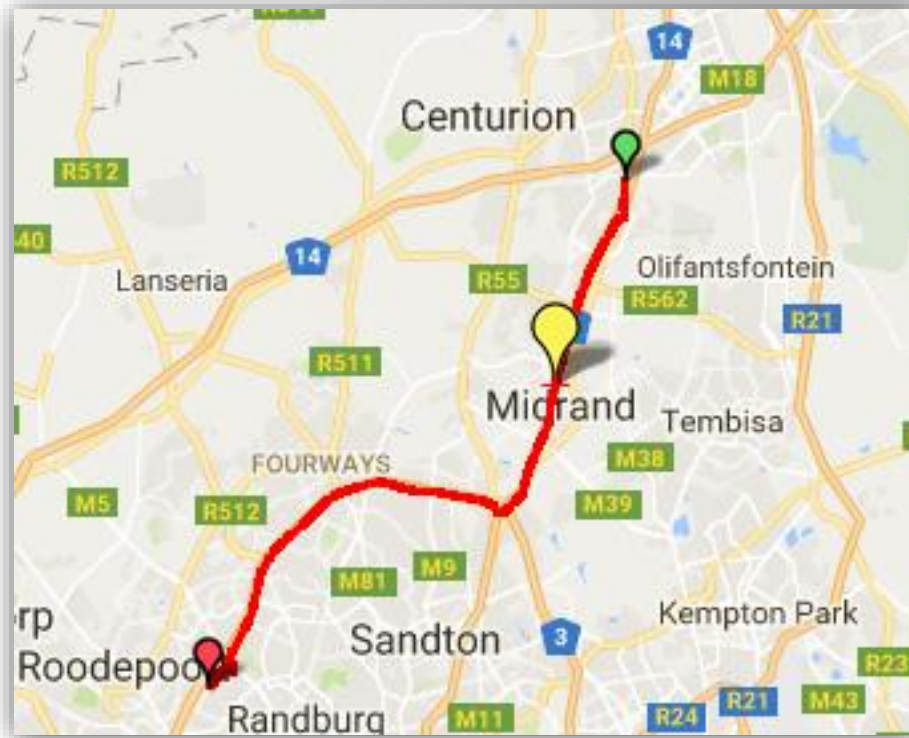 14
M18
Centurion
R512
40
14
Lanseria
R55
Olifantsfontein
R562
R21
R511
Midrand
Tembisa
FOURWAYS
M38
M5
R512
M39
M9
M81
Kempton Park
orp
Sandton
3
Roodepoo
R23
Randburg
M11
R24
R21
M43